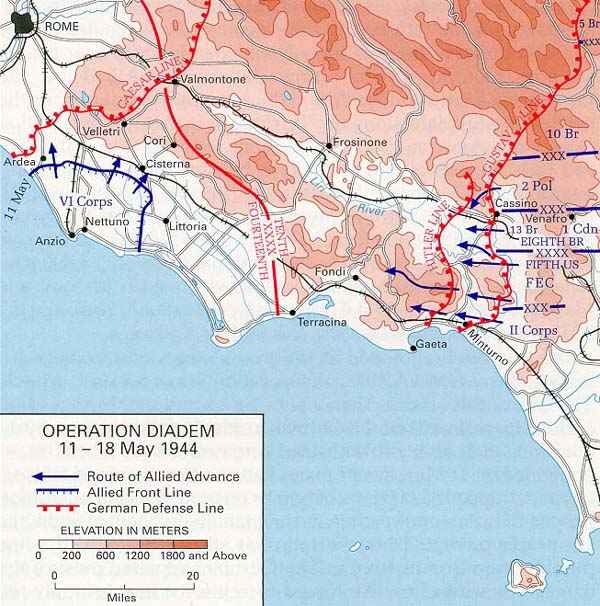 ROME
5 Br
XXX
CAESAR LINE
Valmontone
Velletri
Cori
Frosinone
GUSTAV LINE
10 Br
XXX
Ardea
Cisterna
11 May
VI Corps
Liri
River
2 Pol
Cassino
XXX
Venafro
Nettuno
Littoria
Anzio
TENTH
XXXX
FOURTEENTH
HITLER LINE
13 Br
1 Cdn
EIGHTH BR
XXXX
FIFTH US
Fondi
FEC
XXX
Terracina
II Corps
Gaeta
Minturno
OPERATION DIADEM
11 – 18 May 1944
Route of Allied Advance
Allied Front Line
German Defense Line
ELEVATION IN METERS
0 200 600 1200 1800 and Above
0 20
Miles